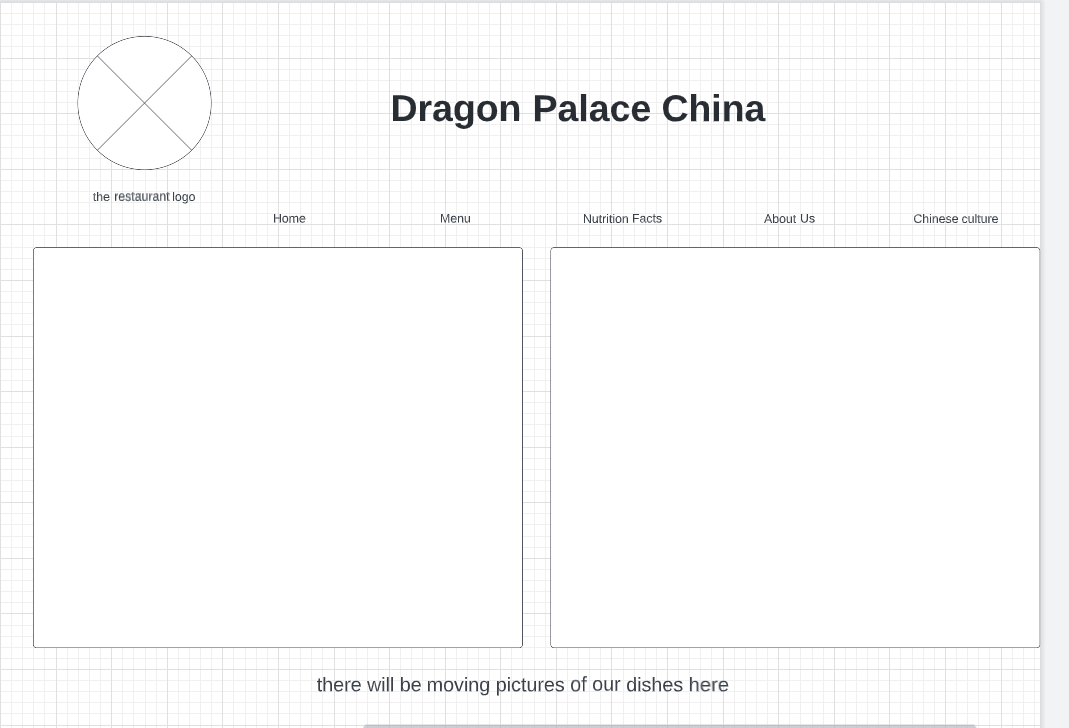 Dragon Palace China
the restaurant logo
Home Menu Nutrition Facts About Us Chinese culture
there will be moving pictures of our dishes here